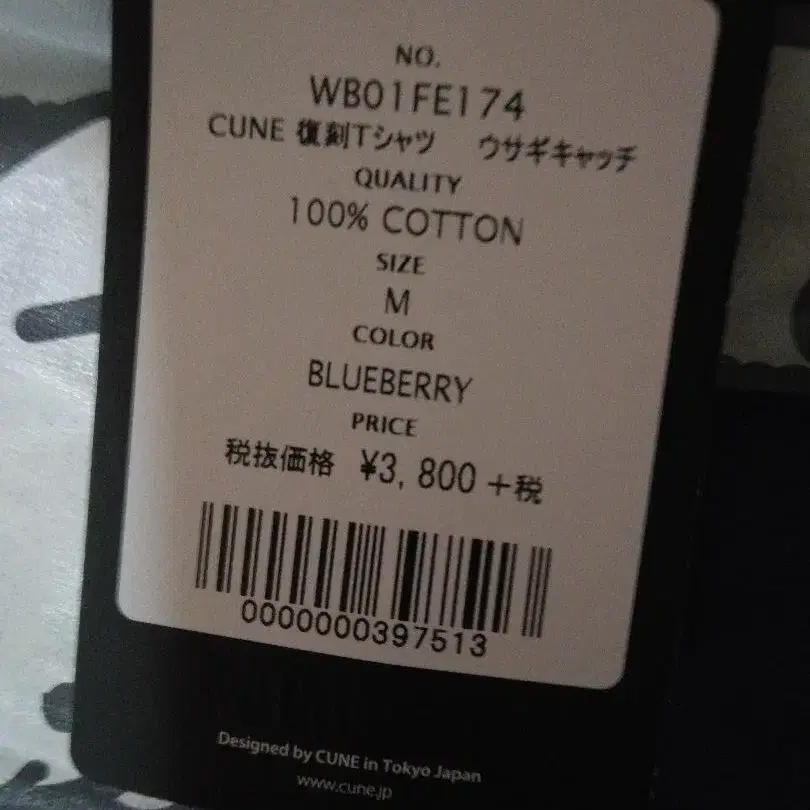 NO.
WB01FE174
CUNE 復刻Tシャツ ウサギキャッチ
QUALITY
100% COTTON
SIZE
M
COLOR
BLUEBERRY
PRICE
税抜価格 ¥3,800 +税
0000000397513
Designed by CUNE in Tokyo Japan
www.cune.jp